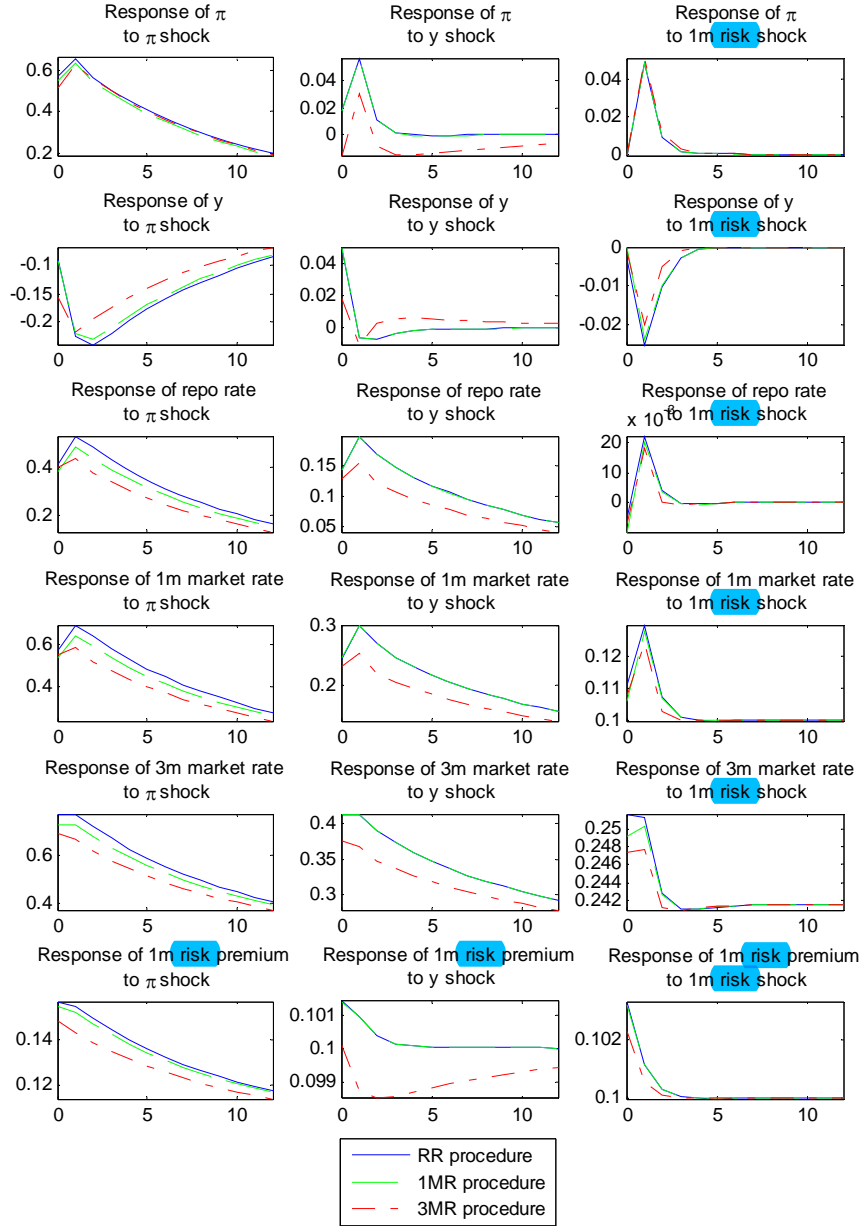 Response of π
to π shock
Response of π
to y shock
Response of π
to 1m risk shock
0.6
0.4
0.2
0 5 10
0.04
0.02
0
0 5 10
0.04
0.02
0
0 5 10
Response of y
to π shock
Response of y
to y shock
Response of y
to 1m risk shock
-0.1
-0.15
-0.2
0 5 10
0.04
0.02
0
0 5 10
0
-0.01
-0.02
0 5 10
Response of repo rate
to π shock
Response of repo rate
to y shock
Response of repo rate
to 1m risk shock
0.4
0.2
0 5 10
0.15
0.1
0.05
0 5 10
x 10⁻³
20
10
0
0 5 10
Response of 1m market rate
to π shock
Response of 1m market rate
to y shock
Response of 1m market rate
to 1m risk shock
0.6
0.4
0 5 10
0.3
0.2
0 5 10
0.12
0.11
0.1
0 5 10
Response of 3m market rate
to π shock
Response of 3m market rate
to y shock
Response of 3m market rate
to 1m risk shock
0.6
0.4
0 5 10
0.4
0.35
0.3
0 5 10
0.25
0.248
0.246
0.244
0.242
0 5 10
Response of 1m risk premium
to π shock
Response of 1m risk premium
to y shock
Response of 1m risk premium
to 1m risk shock
0.14
0.12
0 5 10
0.101
0.1
0.099
0 5 10
0.102
0.1
0 5 10
RR procedure
1MR procedure
3MR procedure